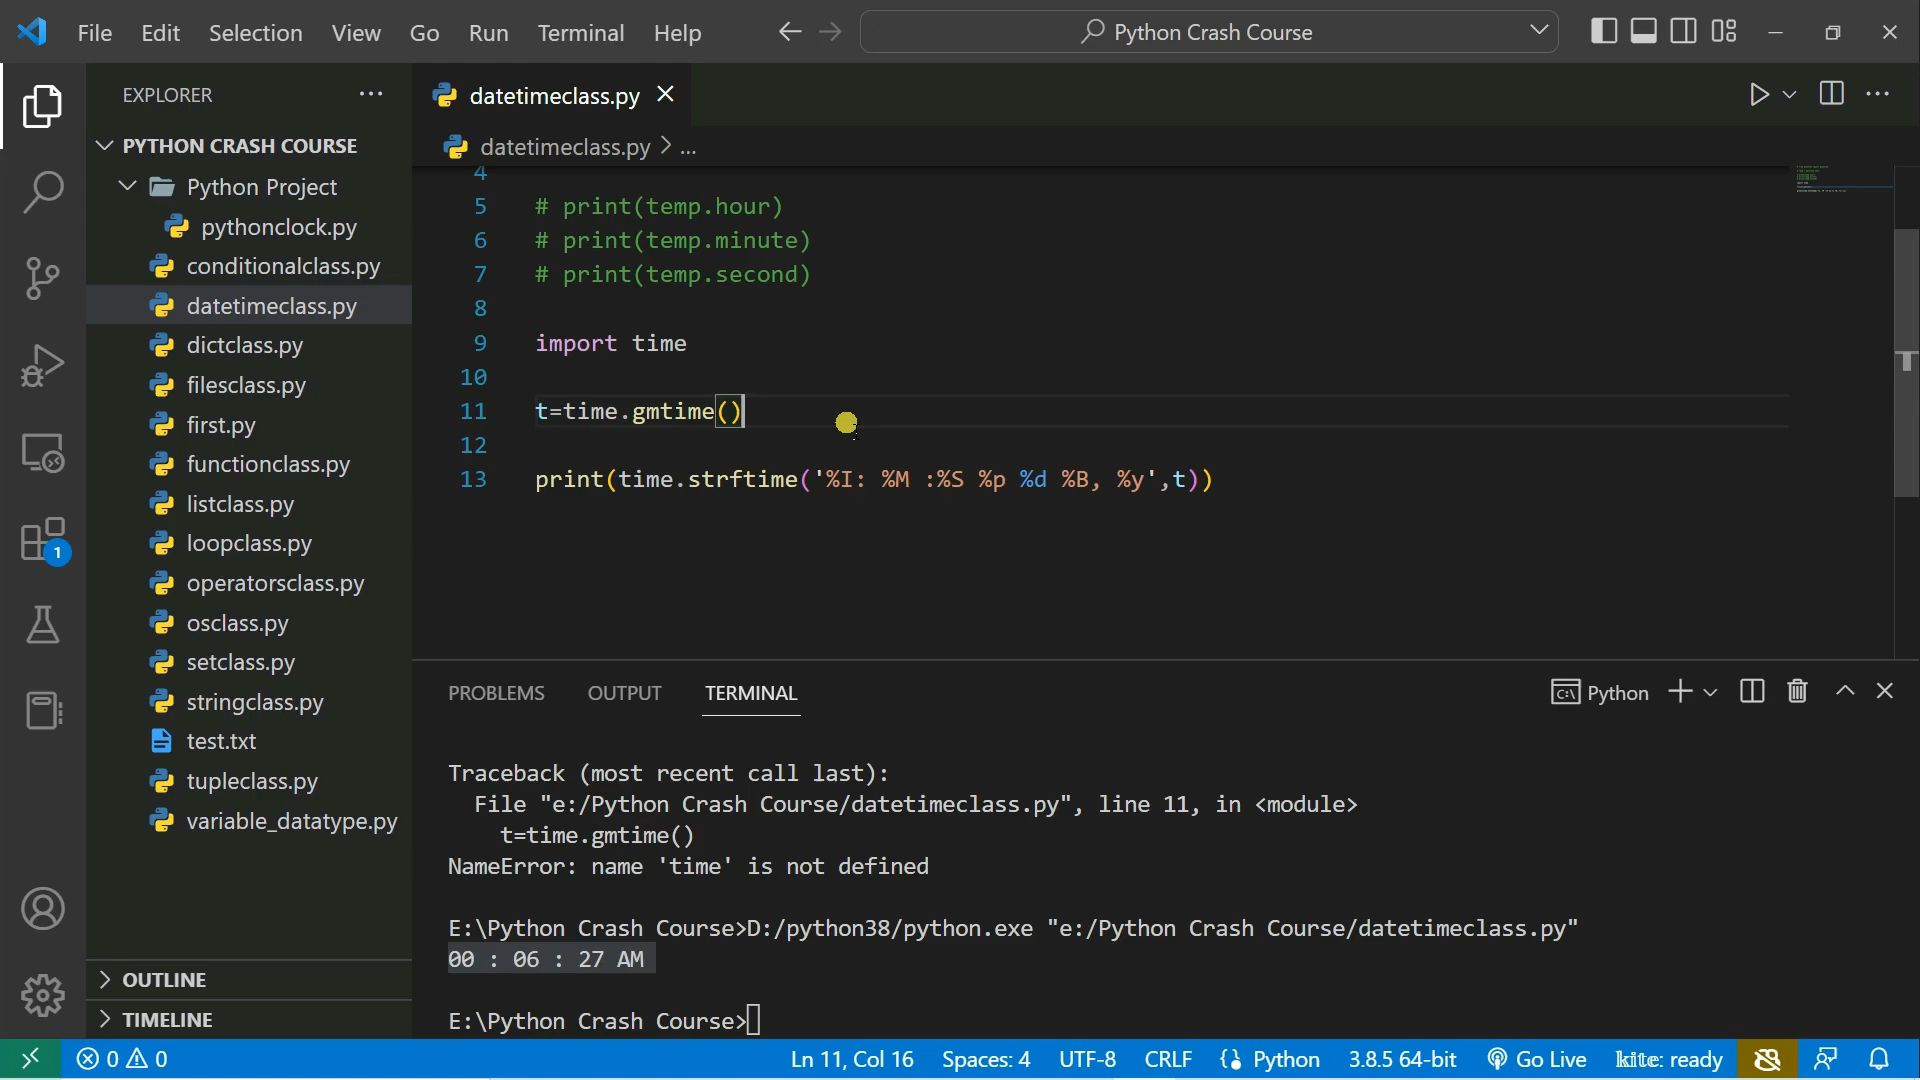 File Edit Selection View Go Run Terminal Help
Python Crash Course
EXPLORER
PYTHON CRASH COURSE
Python Project
pythonclock.py
conditionalclass.py
datetimeclass.py
dictclass.py
filesclass.py
first.py
functionclass.py
listclass.py
loopclass.py
operatorsclass.py
osclass.py
setclass.py
stringclass.py
test.txt
tupleclass.py
variable_datatype.py
OUTLINE
TIMELINE
1
datetimeclass.py
datetimeclass.py > ...
4
5 # print(temp.hour)
6 # print(temp.minute)
7 # print(temp.second)
8
9 import time
10
11 t=time.gmtime()
12
13 print(time.strftime('%I: %M :%S %p %d %B, %y',t))
PROBLEMS OUTPUT TERMINAL
Python
Traceback (most recent call last):
File "e:/Python Crash Course/datetimeclass.py", line 11, in <module>
t=time.gmtime()
NameError: name 'time' is not defined
E:\Python Crash Course>D:/python38/python.exe "e:/Python Crash Course/datetimeclass.py"
00 : 06 : 27 AM
E:\Python Crash Course>
0 0 Ln 11, Col 16 Spaces: 4 UTF-8 CRLF Python 3.8.5 64-bit Go Live kite: ready